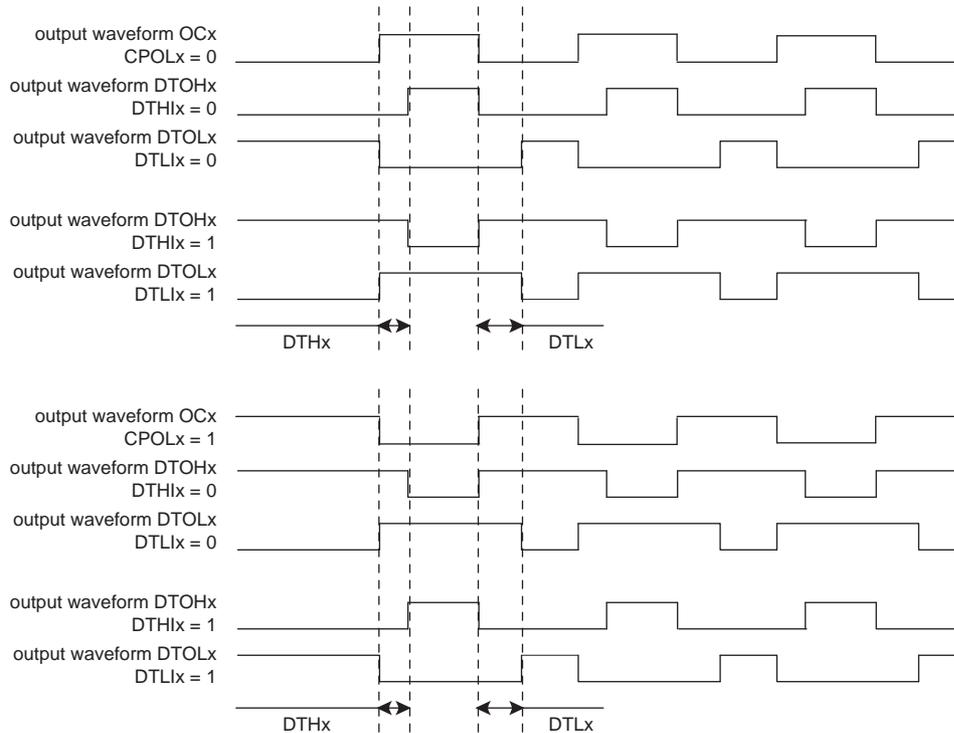 output waveform OCx
CPOLx = 0
output waveform DTOHx
DTHIx = 0
output waveform DTOLx
DTLIx = 0
output waveform DTOHx
DTHIx = 1
output waveform DTOLx
DTLIx = 1
DTHx
DTLx
output waveform OCx
CPOLx = 1
output waveform DTOHx
DTHIx = 0
output waveform DTOLx
DTLIx = 0
output waveform DTOHx
DTHIx = 1
output waveform DTOLx
DTLIx = 1
DTHx
DTLx